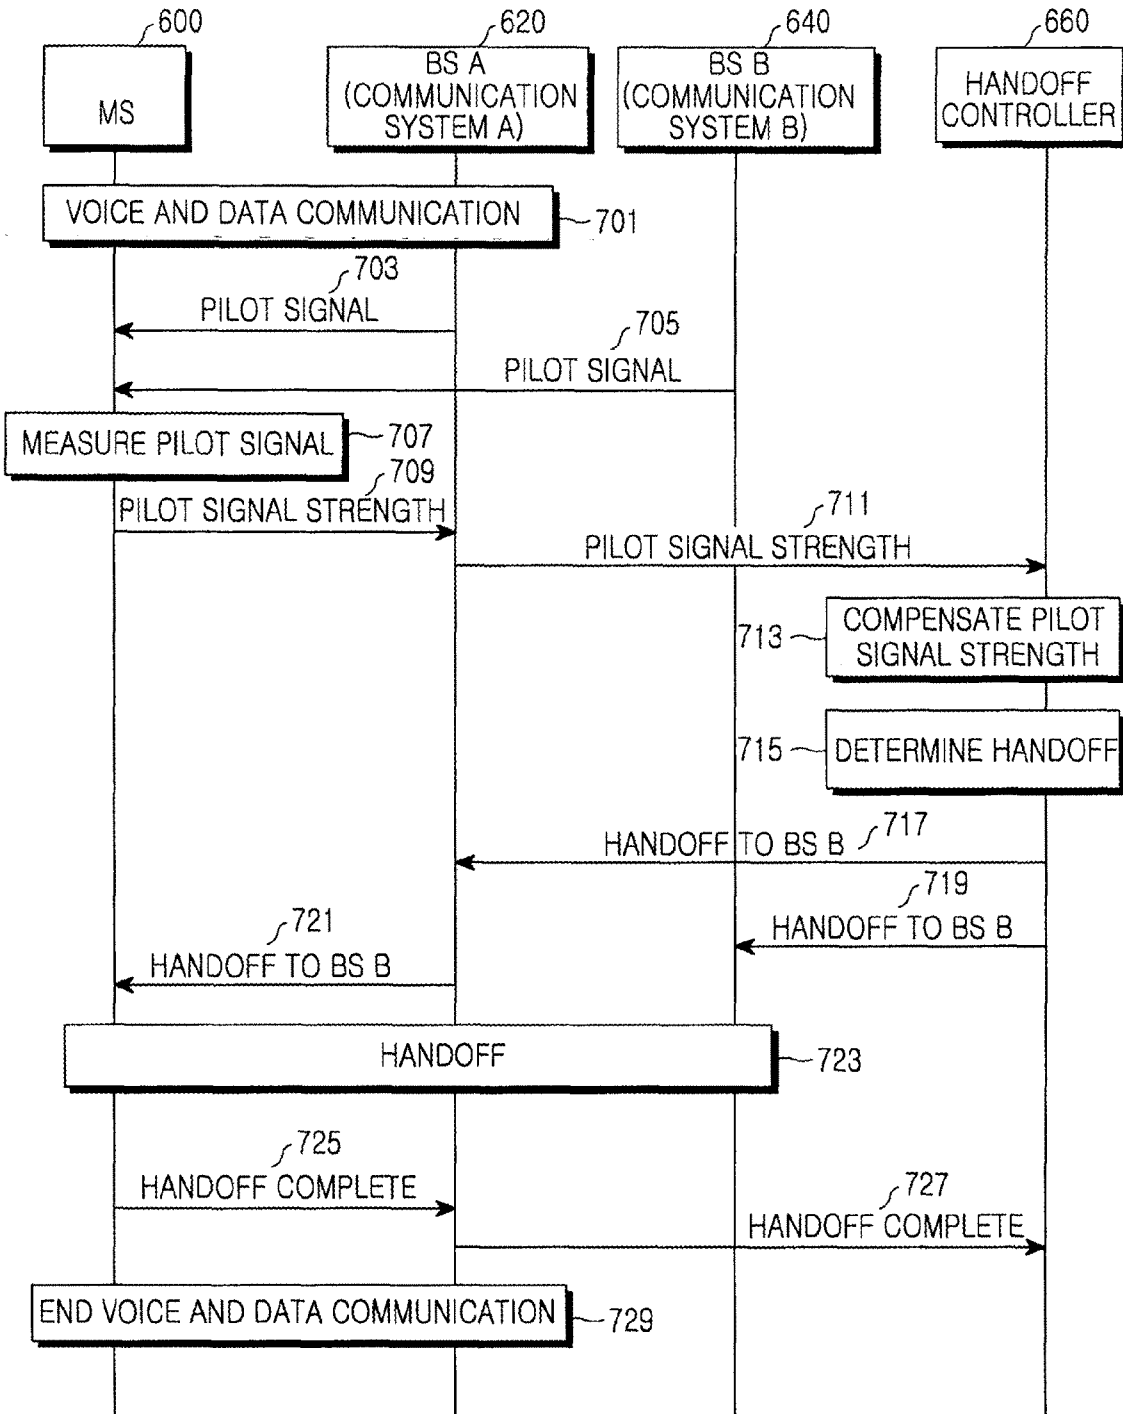 600
620
640
660
MS
BS A
(COMMUNICATION
SYSTEM A)
BS B
(COMMUNICATION
SYSTEM B)
HANDOFF
CONTROLLER
VOICE AND DATA COMMUNICATION
701
703
PILOT SIGNAL
705
PILOT SIGNAL
MEASURE PILOT SIGNAL
707
709
PILOT SIGNAL STRENGTH
711
PILOT SIGNAL STRENGTH
713
COMPENSATE PILOT
SIGNAL STRENGTH
715
DETERMINE HANDOFF
717
HANDOFF TO BS B
719
HANDOFF TO BS B
721
HANDOFF TO BS B
HANDOFF
723
725
HANDOFF COMPLETE
727
HANDOFF COMPLETE
END VOICE AND DATA COMMUNICATION
729